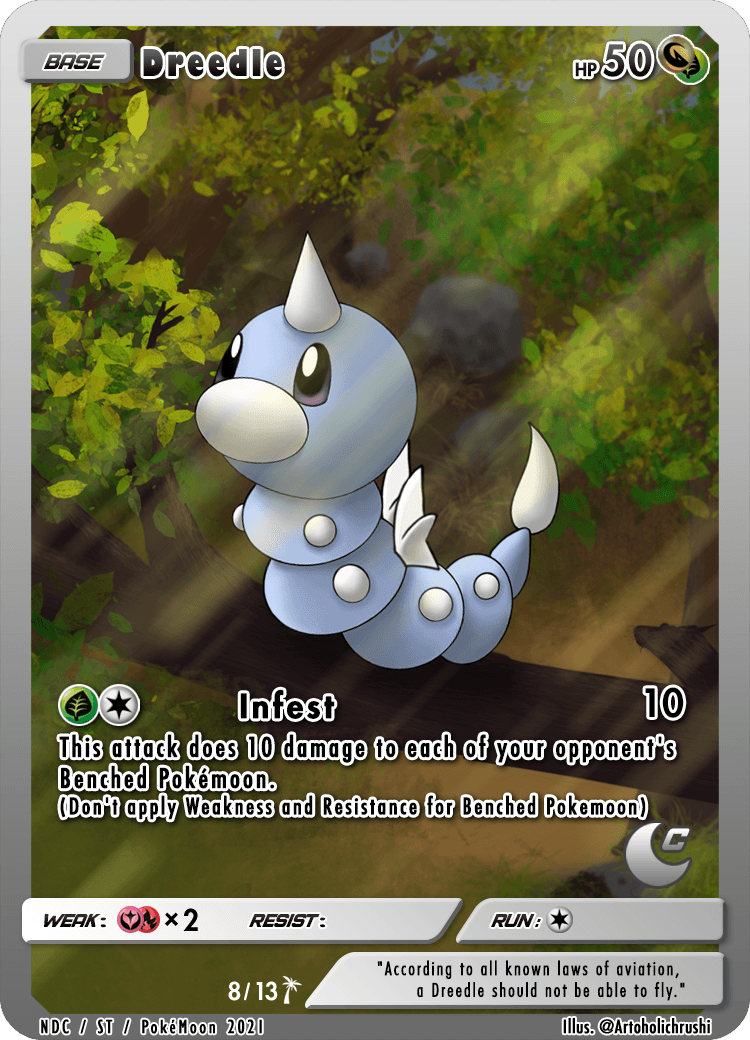 BASE Dreedle HP 50
Infest 10
This attack does 10 damage to each of your opponent's
Benched Pokémoon.
(Don't apply Weakness and Resistance for Benched Pokemoon)
C
WEAK: × 2 RESIST: RUN:
8/13
"According to all known laws of aviation,
a Dreedle should not be able to fly."
NDC / ST / PokéMoon 2021 Illus. @Artoholichrushi